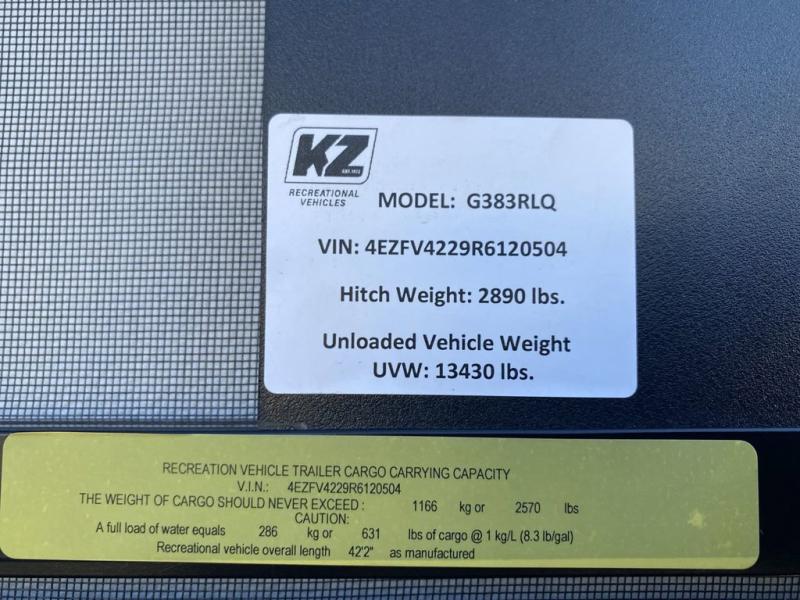 KZ
EST. 1972
RECREATIONAL
VEHICLES
MODEL: G383RLQ
VIN: 4EZFV4229R6120504
Hitch Weight: 2890 lbs.
Unloaded Vehicle Weight
UVW: 13430 lbs.
RECREATION VEHICLE TRAILER CARGO CARRYING CAPACITY
V.I.N.: 4EZFV4229R6120504
THE WEIGHT OF CARGO SHOULD NEVER EXCEED: 1166 kg or 2570 lbs
CAUTION:
A full load of water equals 286 kg or 631 lbs of cargo @ 1 kg/L (8.3 lb/gal)
Recreational vehicle overall length 42'2" as manufactured